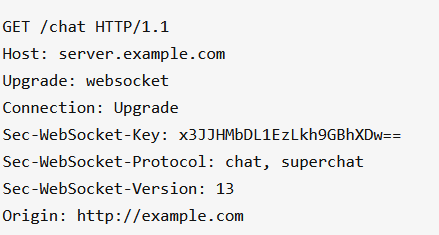 GET /chat HTTP/1.1
Host: server.example.com
Upgrade: websocket
Connection: Upgrade
Sec-WebSocket-Key: x3JJHMbDL1EzLkh9GBhXDw==
Sec-WebSocket-Protocol: chat, superchat
Sec-WebSocket-Version: 13
Origin: http://example.com